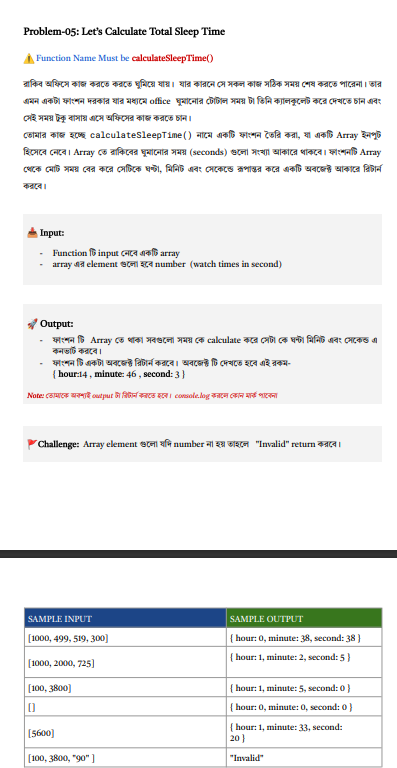 Problem-05: Let's Calculate Total Sleep Time
⚠️ Function Name Must be calculateSleepTime()
রাকিব অফিসে কাজ করতে করতে ঘুমিয়ে যায়। যার কারনে সে সকল কাজ সঠিক সময় শেষ করতে পারেনা। তার
এমন একটা ফাংশন দরকার যার মধ্যমে office ঘুমানোর টোটাল সময় টা তিনি ক্যালকুলেট করে দেখতে চান এবং
সেই সময় টুকু বাসায় এসে অফিসের কাজ করতে চান।
তোমার কাজ হচ্ছে calculateSleepTime() নামে একটি ফাংশন তৈরি করা, যা একটি Array ইনপুট
হিসেবে নেবে। Array তে রাকিবের ঘুমানোর সময় (seconds) গুলো সংখ্যা আকারে থাকবে। ফাংশনটি Array
থেকে মোট সময় বের করে সেটিকে ঘণ্টা, মিনিট এবং সেকেন্ডে রূপান্তর করে একটি অবজেক্ট আকারে রিটার্ন
করবে।
📥 Input:
- Function টি input নেবে একটি array
- array এর element গুলো হবে number (watch times in second)
🚀 Output:
- ফাংশন টি Array তে থাকা সবগুলো সময় কে calculate করে সেটা কে ঘন্টা মিনিট এবং সেকেন্ড এ
কনভার্ট করবে।
- ফাংশন টি একটা অবজেক্ট রিটার্ন করবে। অবজেক্ট টি দেখতে হবে এই রকম-
{ hour:14 , minute: 46 , second: 3 }
Note: তোমাকে অবশ্যই output টা রিটার্ন করতে হবে। console.log করলে কোন মার্ক পাবেনা
🚩Challenge: Array element গুলো যদি number না হয় তাহলে "Invalid" return করবে।
SAMPLE INPUT SAMPLE OUTPUT
[1000, 499, 519, 300] { hour: 0, minute: 38, second: 38 }
[1000, 2000, 725] { hour: 1, minute: 2, second: 5 }
[100, 3800] { hour: 1, minute: 5, second: 0 }
[] { hour: 0, minute: 0, second: 0 }
[5600] { hour: 1, minute: 33, second:
20 }
[100, 3800, "90" ] "Invalid"